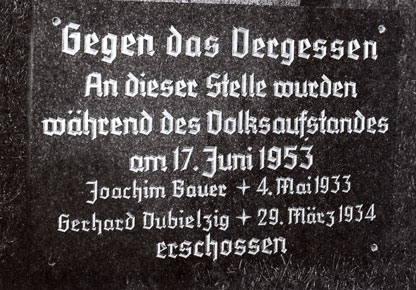 Gegen das Vergessen
An dieser Stelle wurden
während des Volksaufstandes
am 17. Juni 1953
Joachim Bauer + 4. Mai 1933
Gerhard Dubielzig + 29. März 1934
erschossen